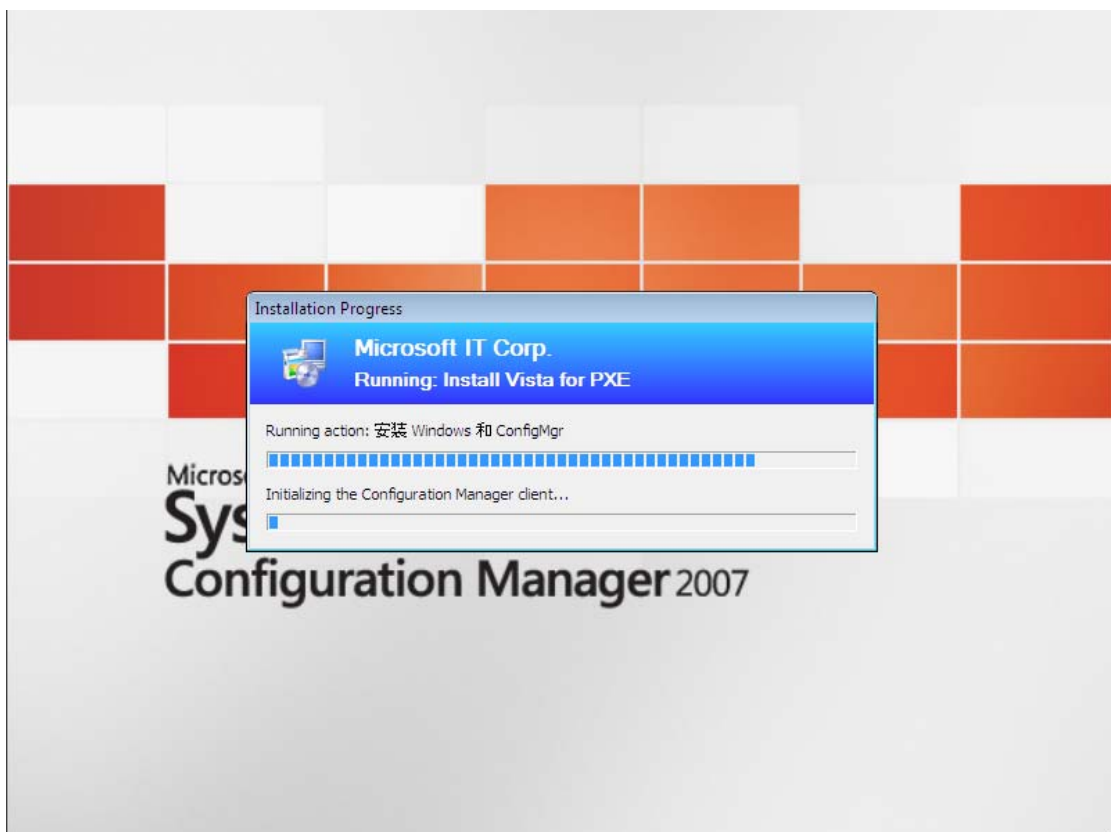 Installation Progress
Microsoft IT Corp.
Running: Install Vista for PXE
Running action: 安装 Windows 和 ConfigMgr
Initializing the Configuration Manager client...
Micros
Sys
Configuration Manager 2007